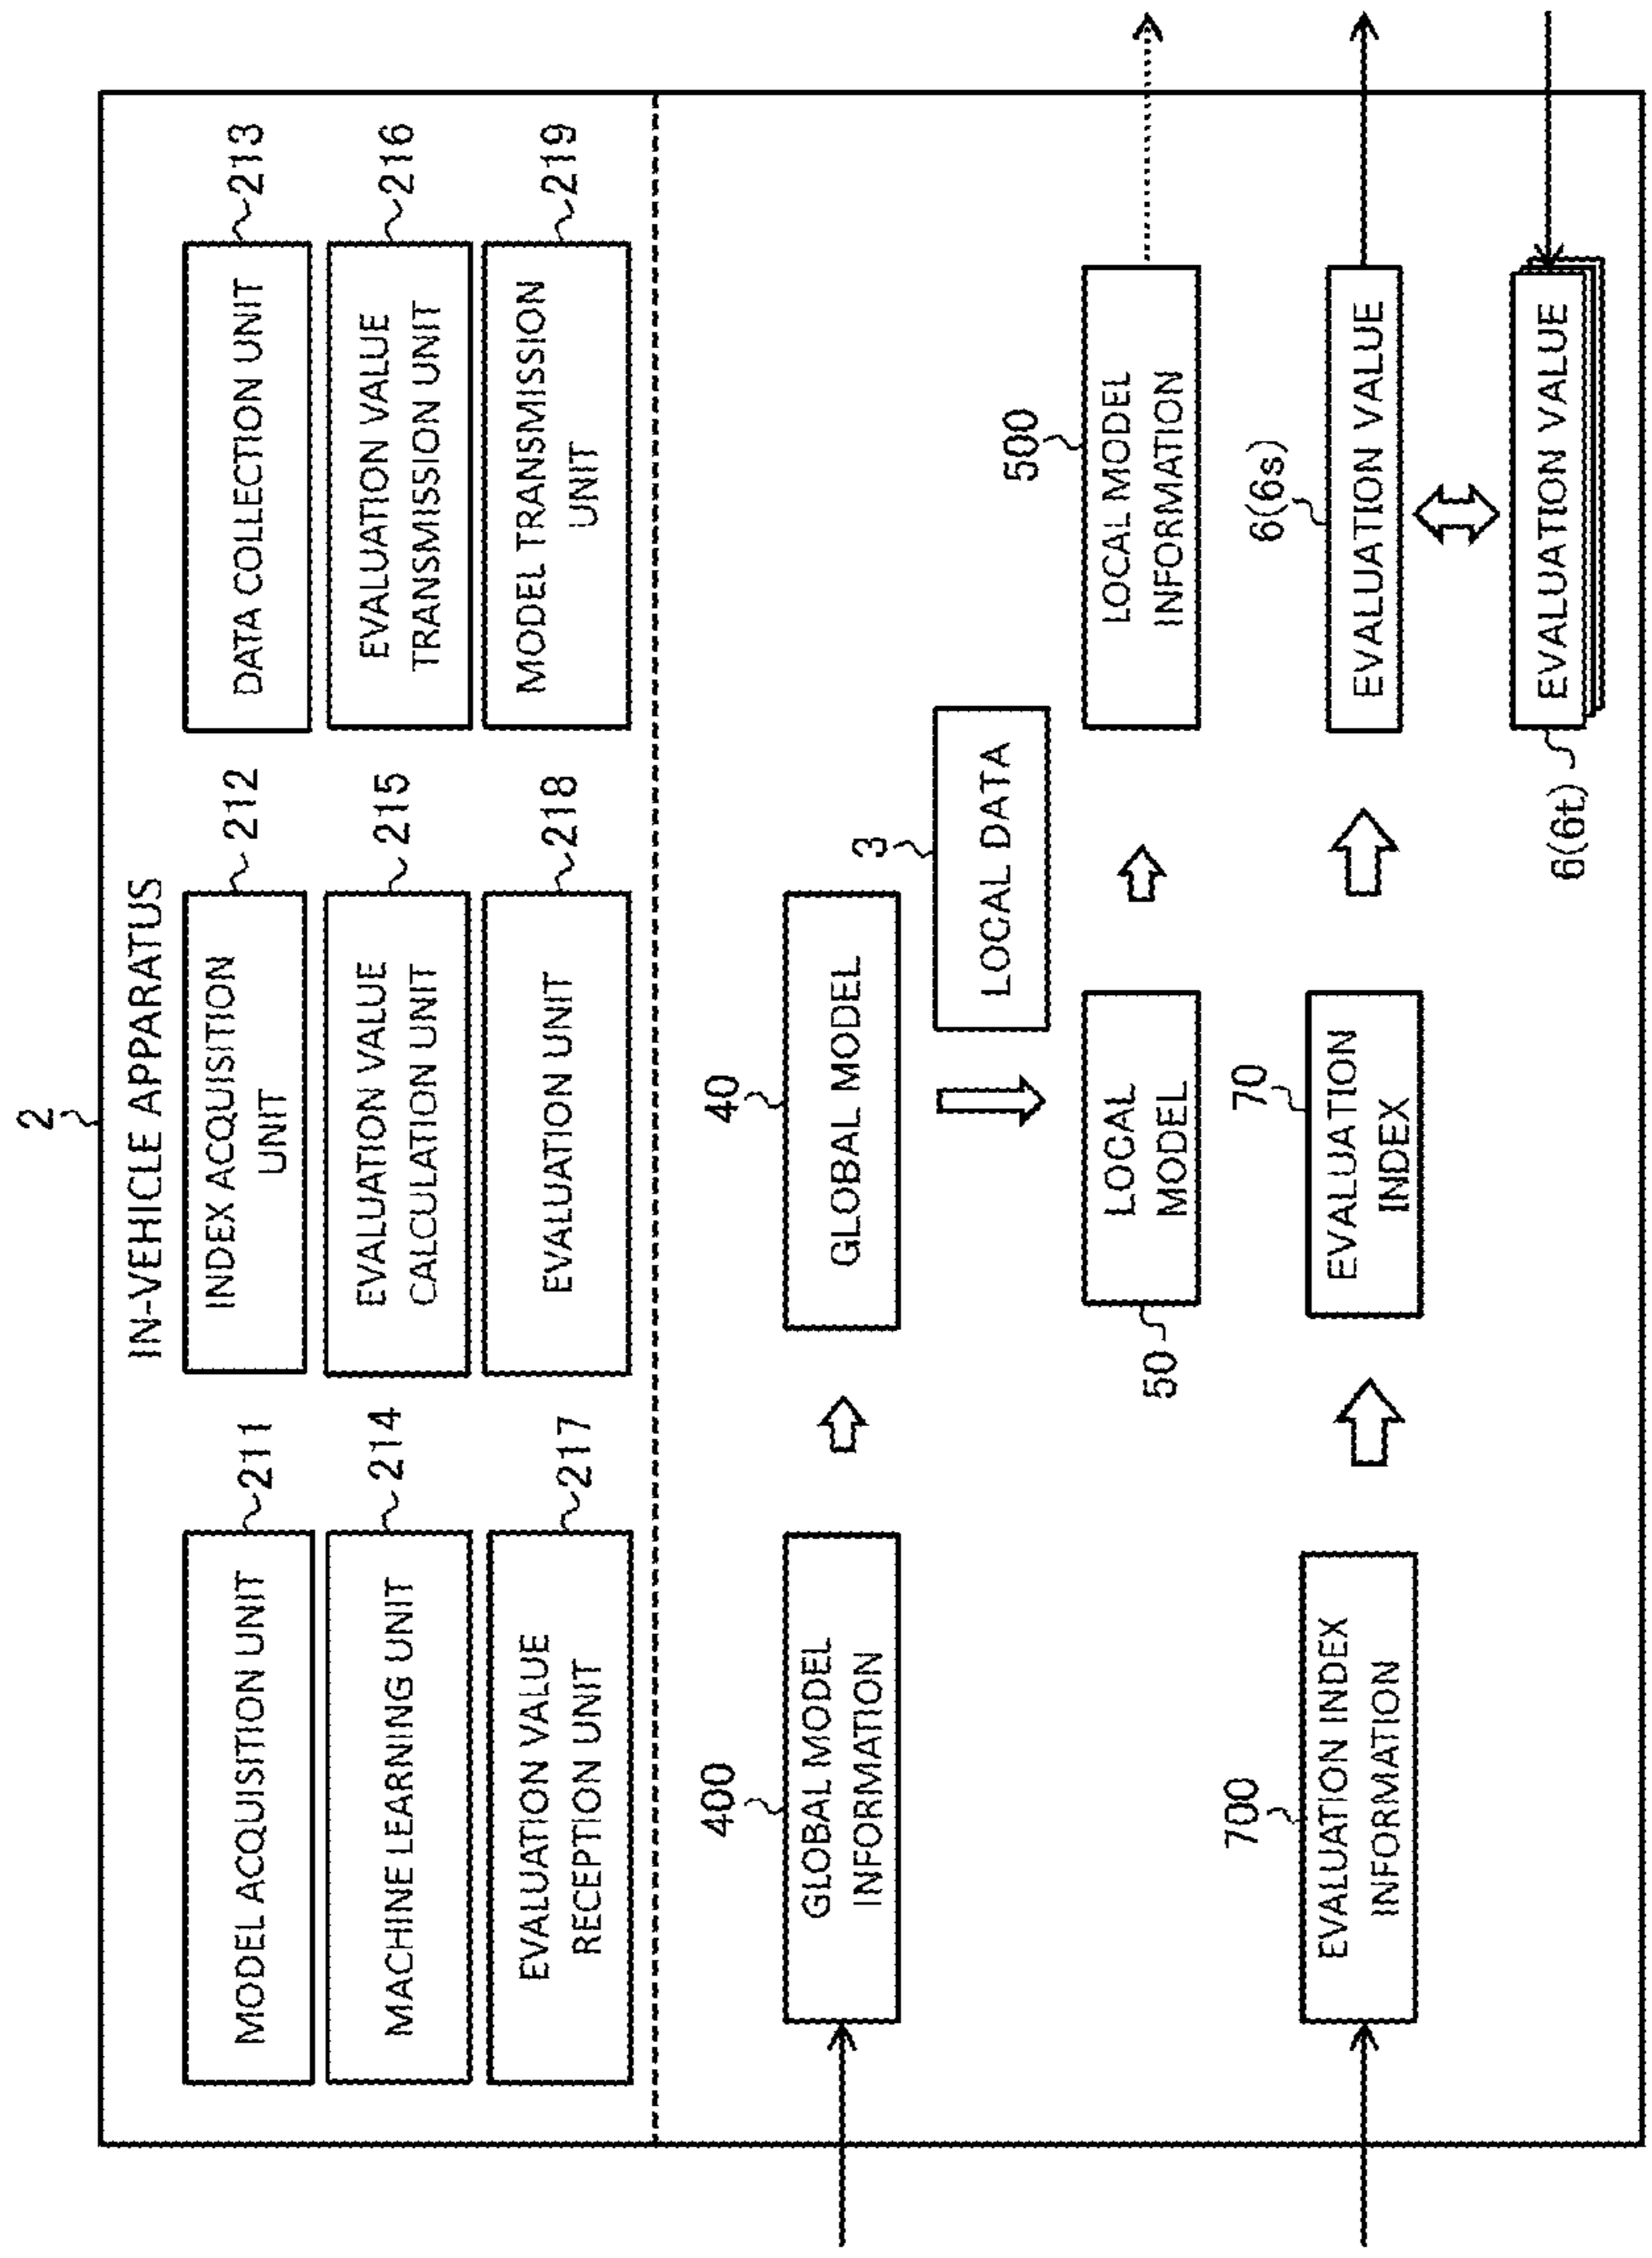 2
IN-VEHICLE APPARATUS
211
212
213
MODEL ACQUISITION UNIT
INDEX ACQUISITION
UNIT
DATA COLLECTION UNIT
214
215
216
MACHINE LEARNING UNIT
EVALUATION VALUE
CALCULATION UNIT
EVALUATION VALUE
TRANSMISSION UNIT
217
218
219
EVALUATION VALUE
RECEPTION UNIT
EVALUATION UNIT
MODEL TRANSMISSION
UNIT
400
GLOBAL MODEL
INFORMATION
40
GLOBAL MODEL
3
LOCAL DATA
50
LOCAL
MODEL
500
LOCAL MODEL
INFORMATION
700
EVALUATION INDEX
INFORMATION
70
EVALUATION
INDEX
6(6s)
EVALUATION VALUE
6(6t)
EVALUATION VALUE